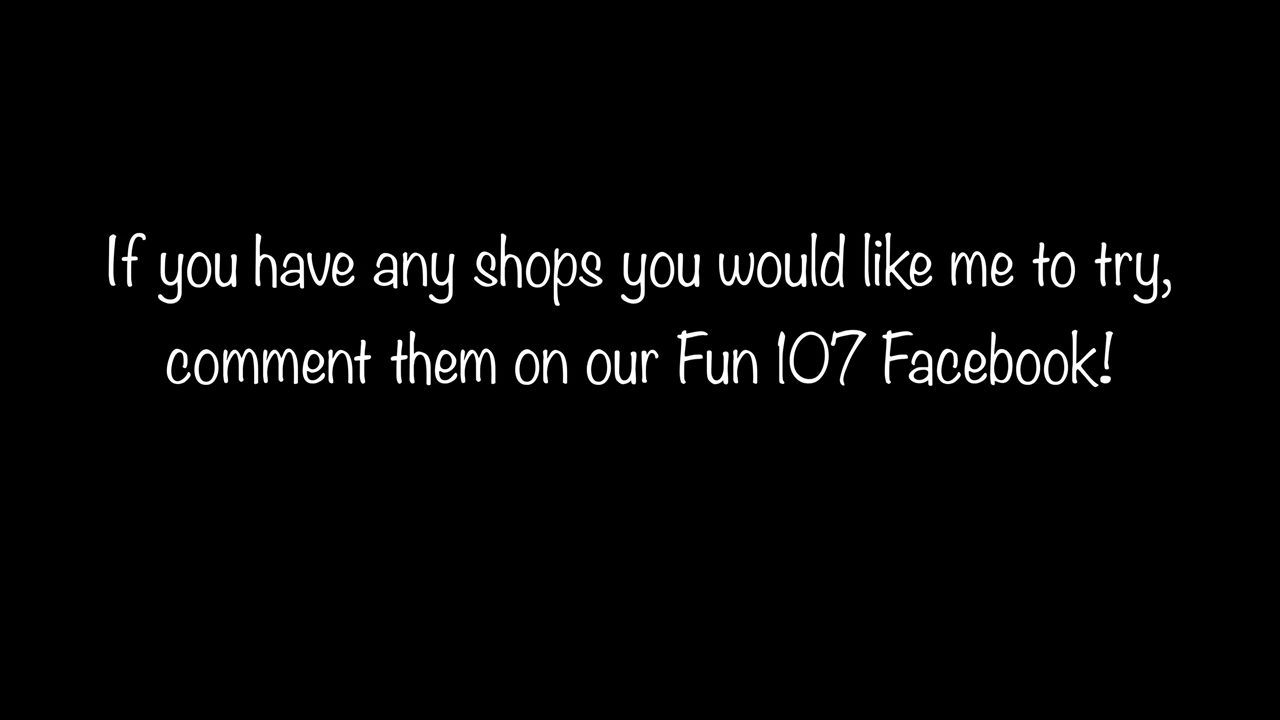 If you have any shops you would like me to try,
comment them on our Fun 107 Facebook!